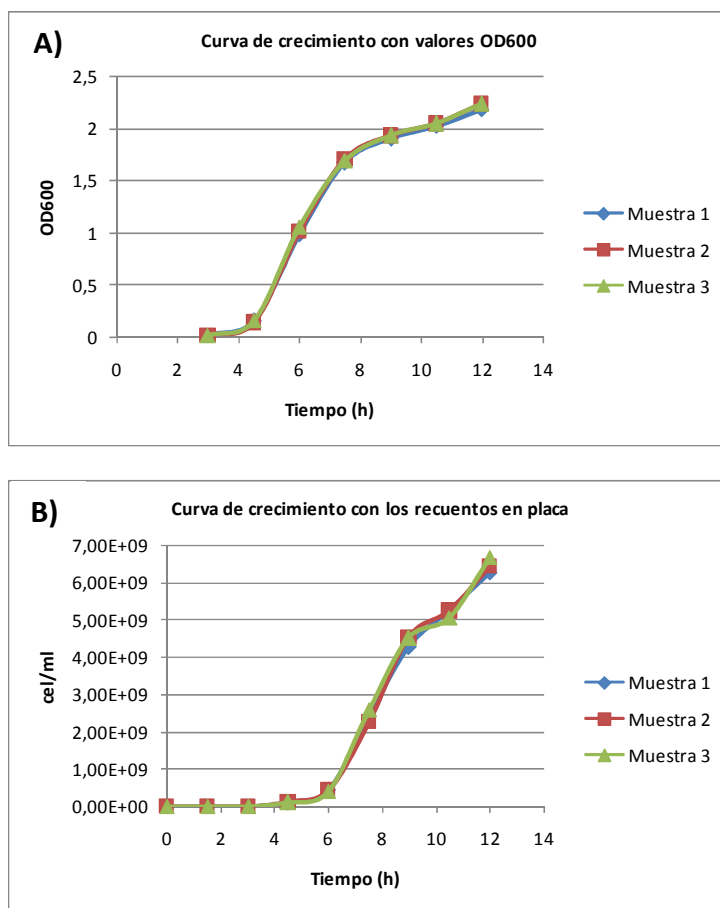 A)
Curva de crecimiento con valores OD600
2,5
2
1,5
1
0,5
0
OD600
0 2 4 6 8 10 12 14
Tiempo (h)
Muestra 1
Muestra 2
Muestra 3
B)
Curva de crecimiento con los recuentos en placa
7,00E+09
6,00E+09
5,00E+09
4,00E+09
3,00E+09
2,00E+09
1,00E+09
0,00E+00
cel/ml
0 2 4 6 8 10 12 14
Tiempo (h)
Muestra 1
Muestra 2
Muestra 3